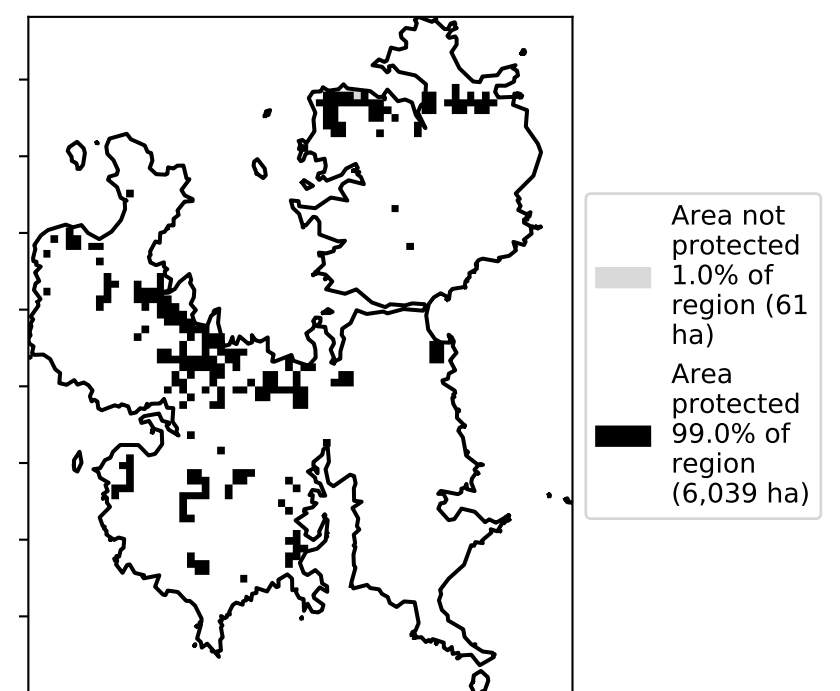 Area not
protected
1.0% of
region (61
ha)
Area
protected
99.0% of
region
(6,039 ha)